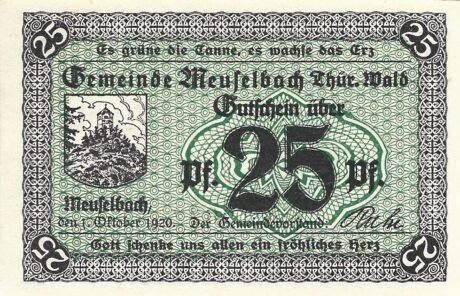 25 25
Es grüne die Tanne, es wachse das Erz
Gemeinde Meuselbach Thür. Wald
Gutschein über
Pf. 25 Pf.
Meuselbach,
den 1. Oktober 1920. Der Gemeindevorstand:
Gott schenke uns allen ein fröhliches Herz
25 25